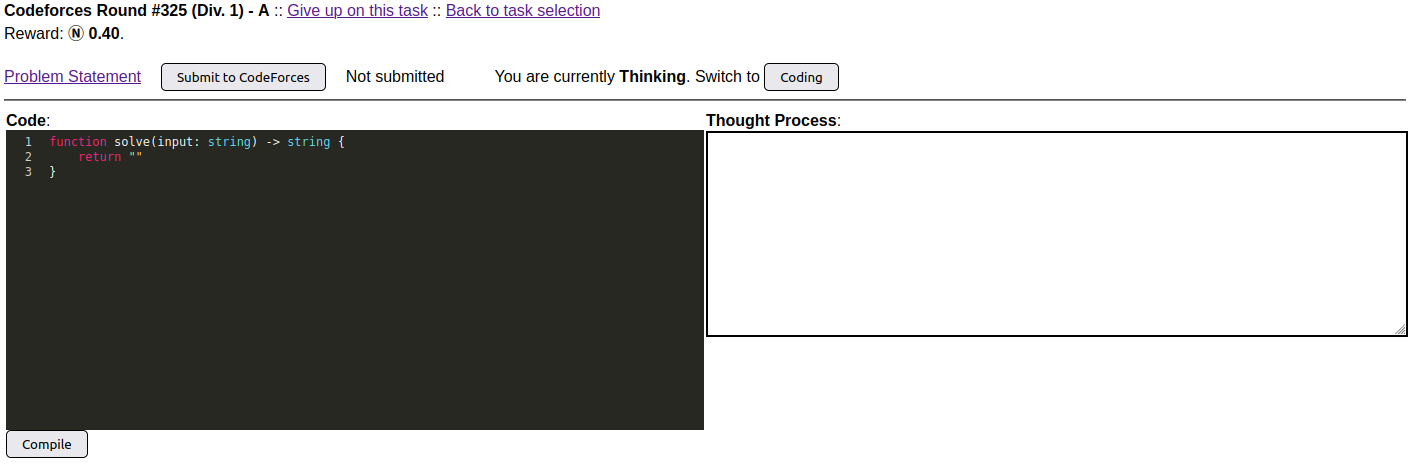 Codeforces Round #325 (Div. 1) - A :: Give up on this task :: Back to task selection
Reward: Ⓝ 0.40.
Problem Statement Submit to CodeForces Not submitted You are currently Thinking. Switch to Coding
Code: Thought Process:
1 function solve(input: string) -> string {
2 return ""
3 }
Compile